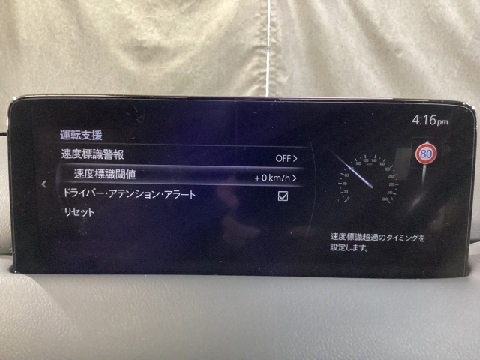 4:16pm
運転支援
速度標識警報 OFF
速度標識閾値 +0km/h
ドライバー・アテンション・アラート
リセット
80
速度標識超過のタイミングを
設定します。